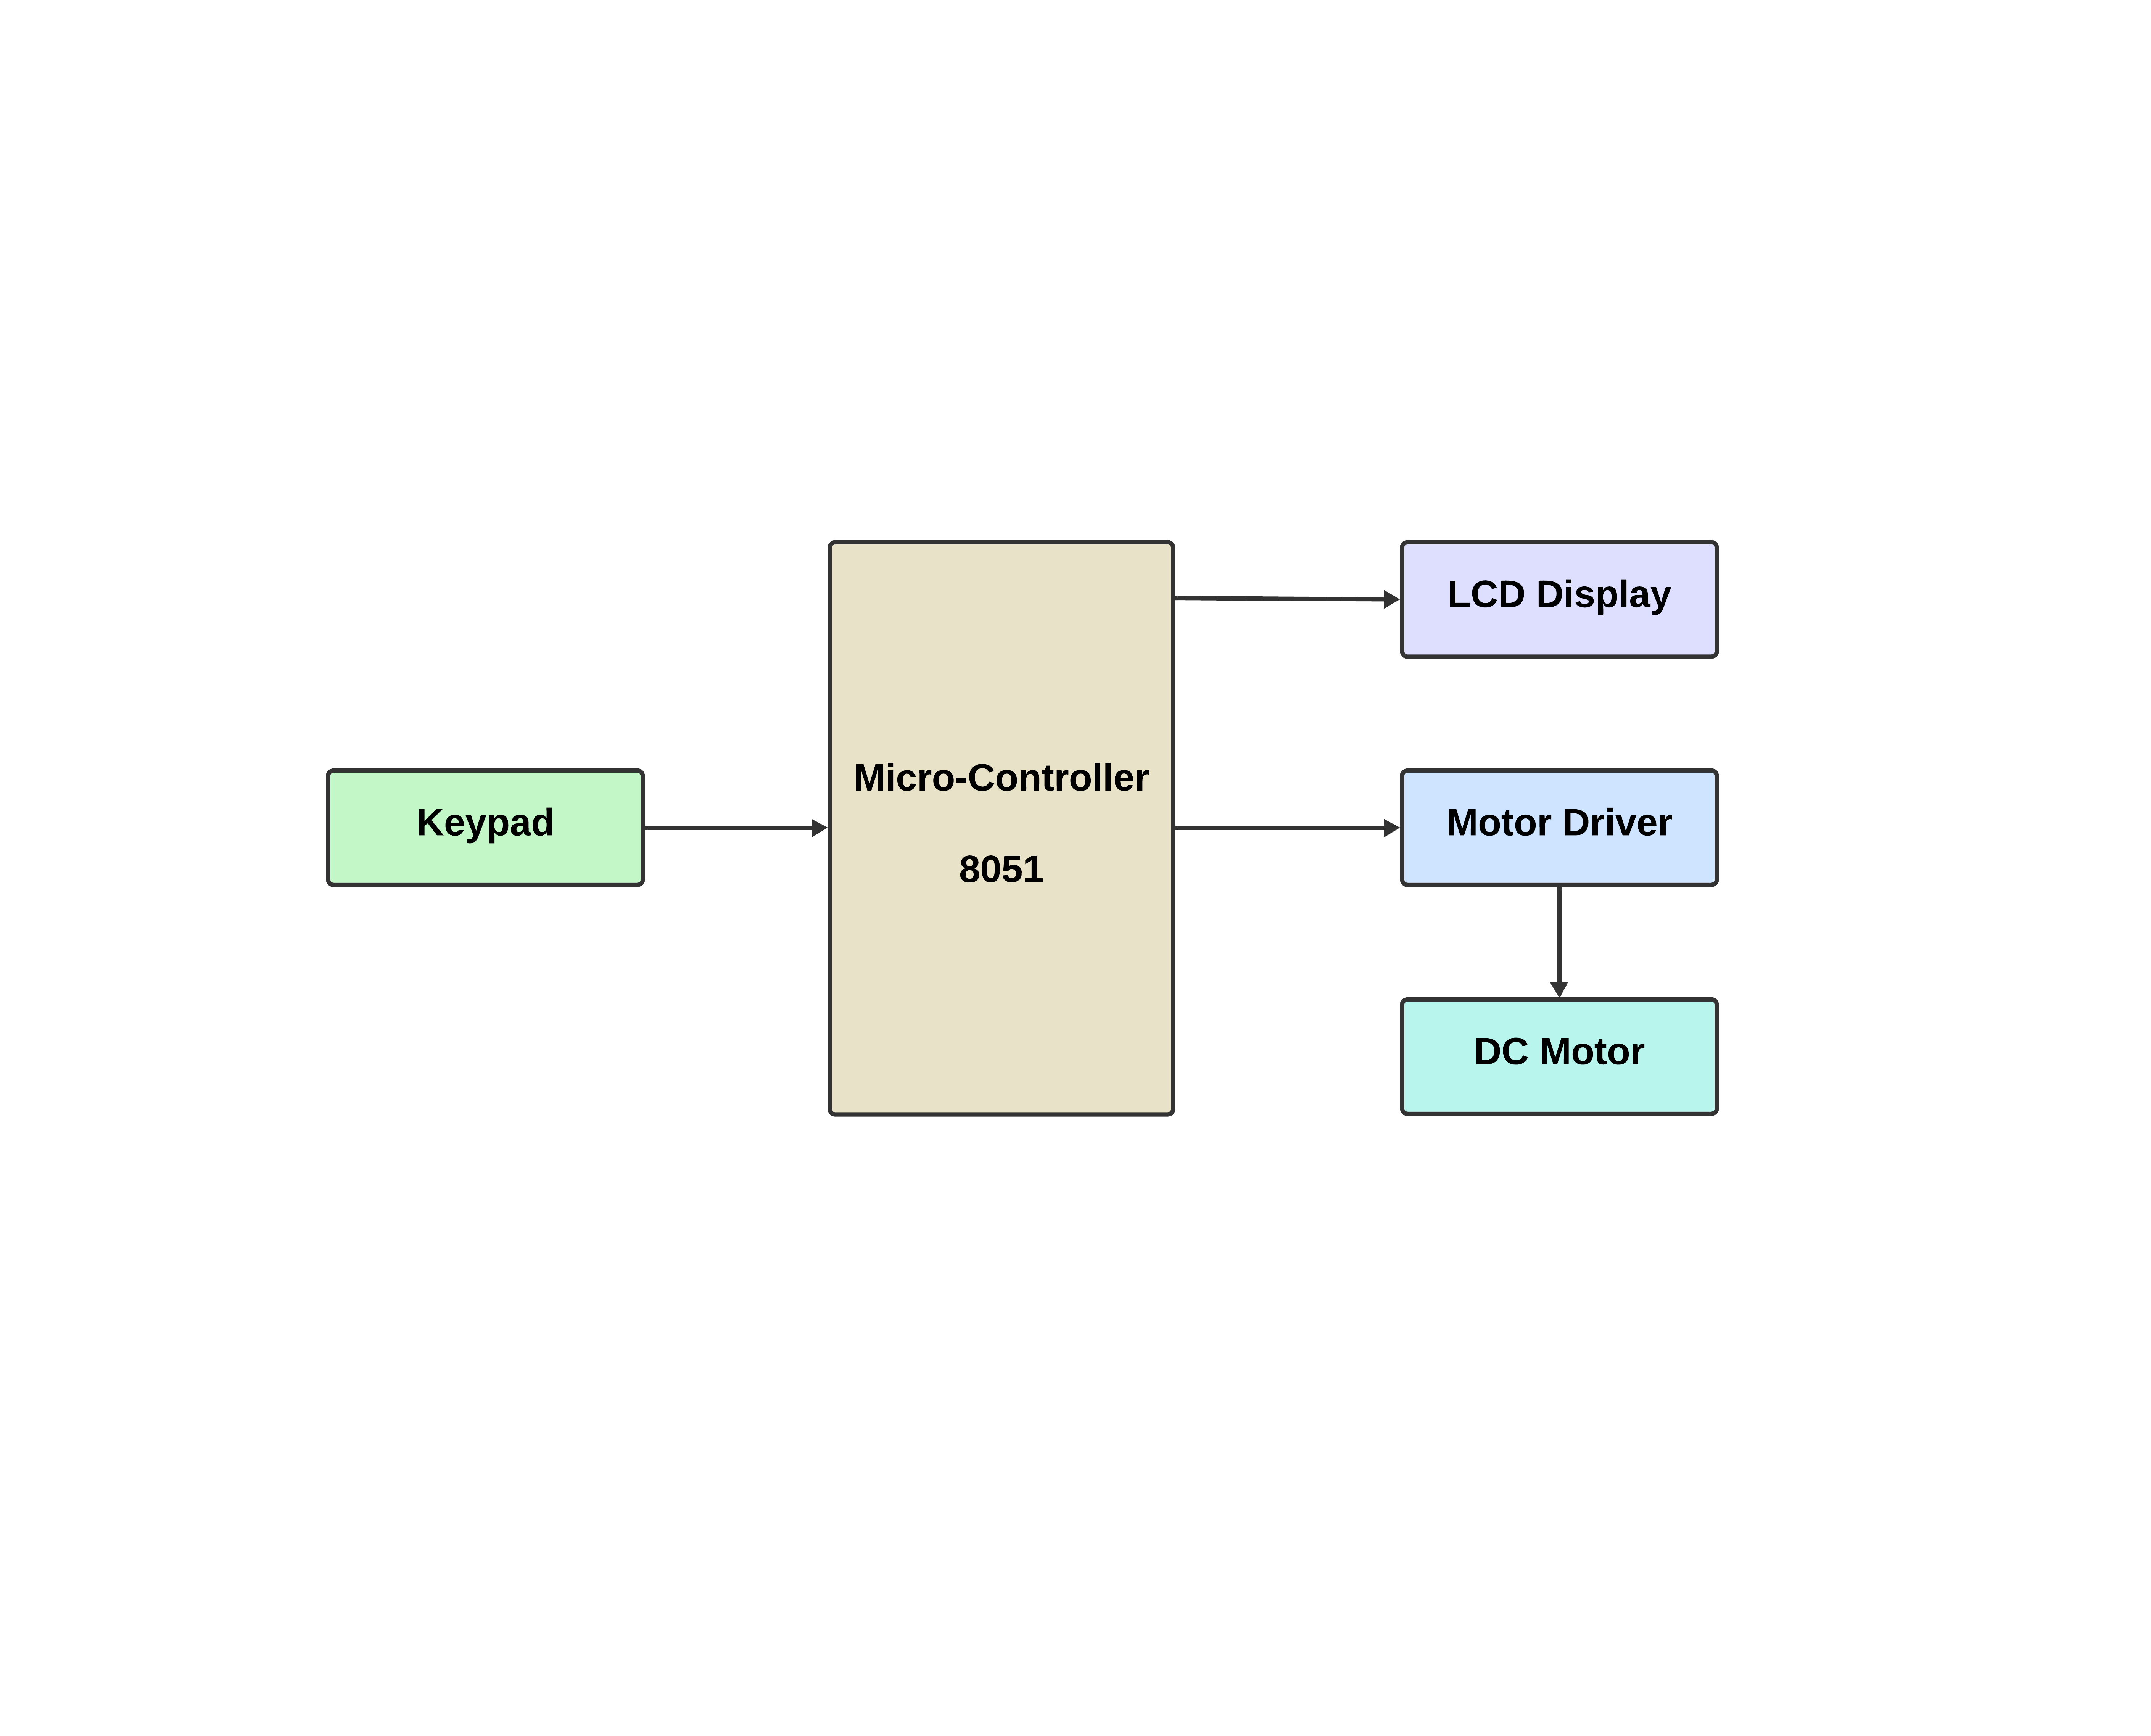 LCD Display
Micro-Controller
8051
Keypad
Motor Driver
DC Motor